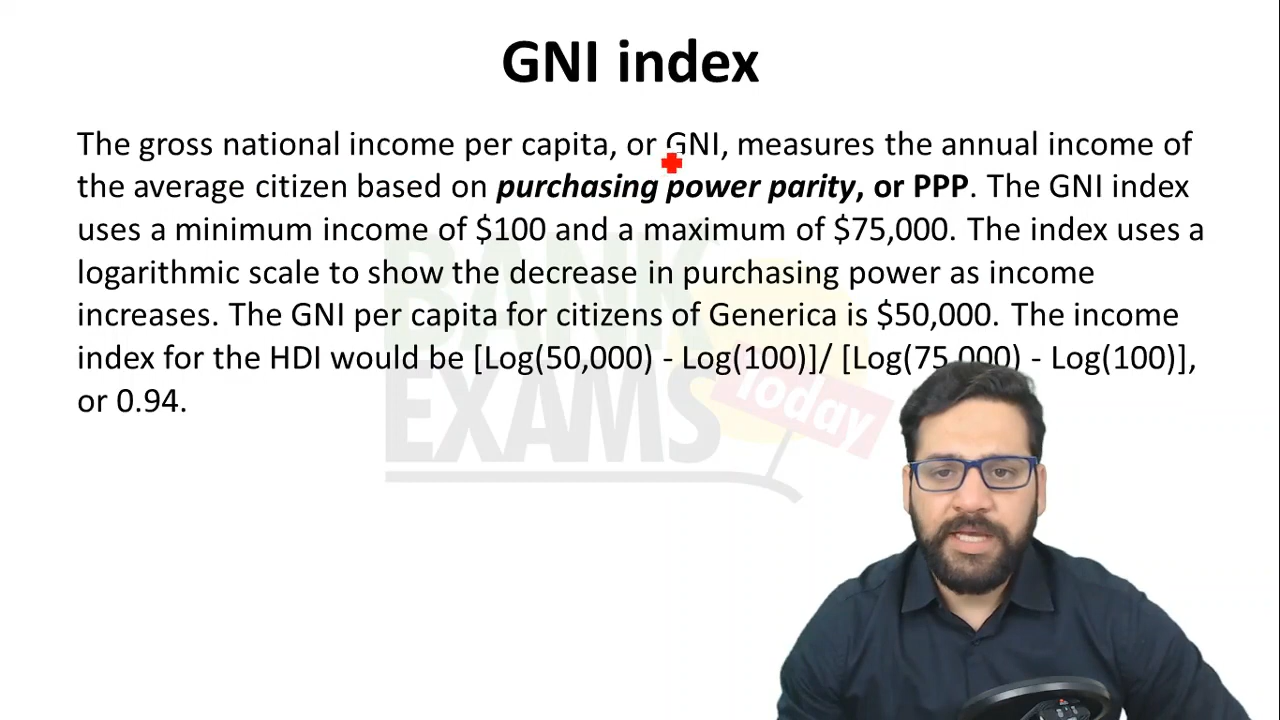 GNI index
The gross national income per capita, or GNI, measures the annual income of
the average citizen based on purchasing power parity, or PPP. The GNI index
uses a minimum income of $100 and a maximum of $75,000. The index uses a
logarithmic scale to show the decrease in purchasing power as income
increases. The GNI per capita for citizens of Generica is $50,000. The income
index for the HDI would be [Log(50,000) - Log(100)]/ [Log(75,000) - Log(100)],
or 0.94.
BANK
EXAMS
Today